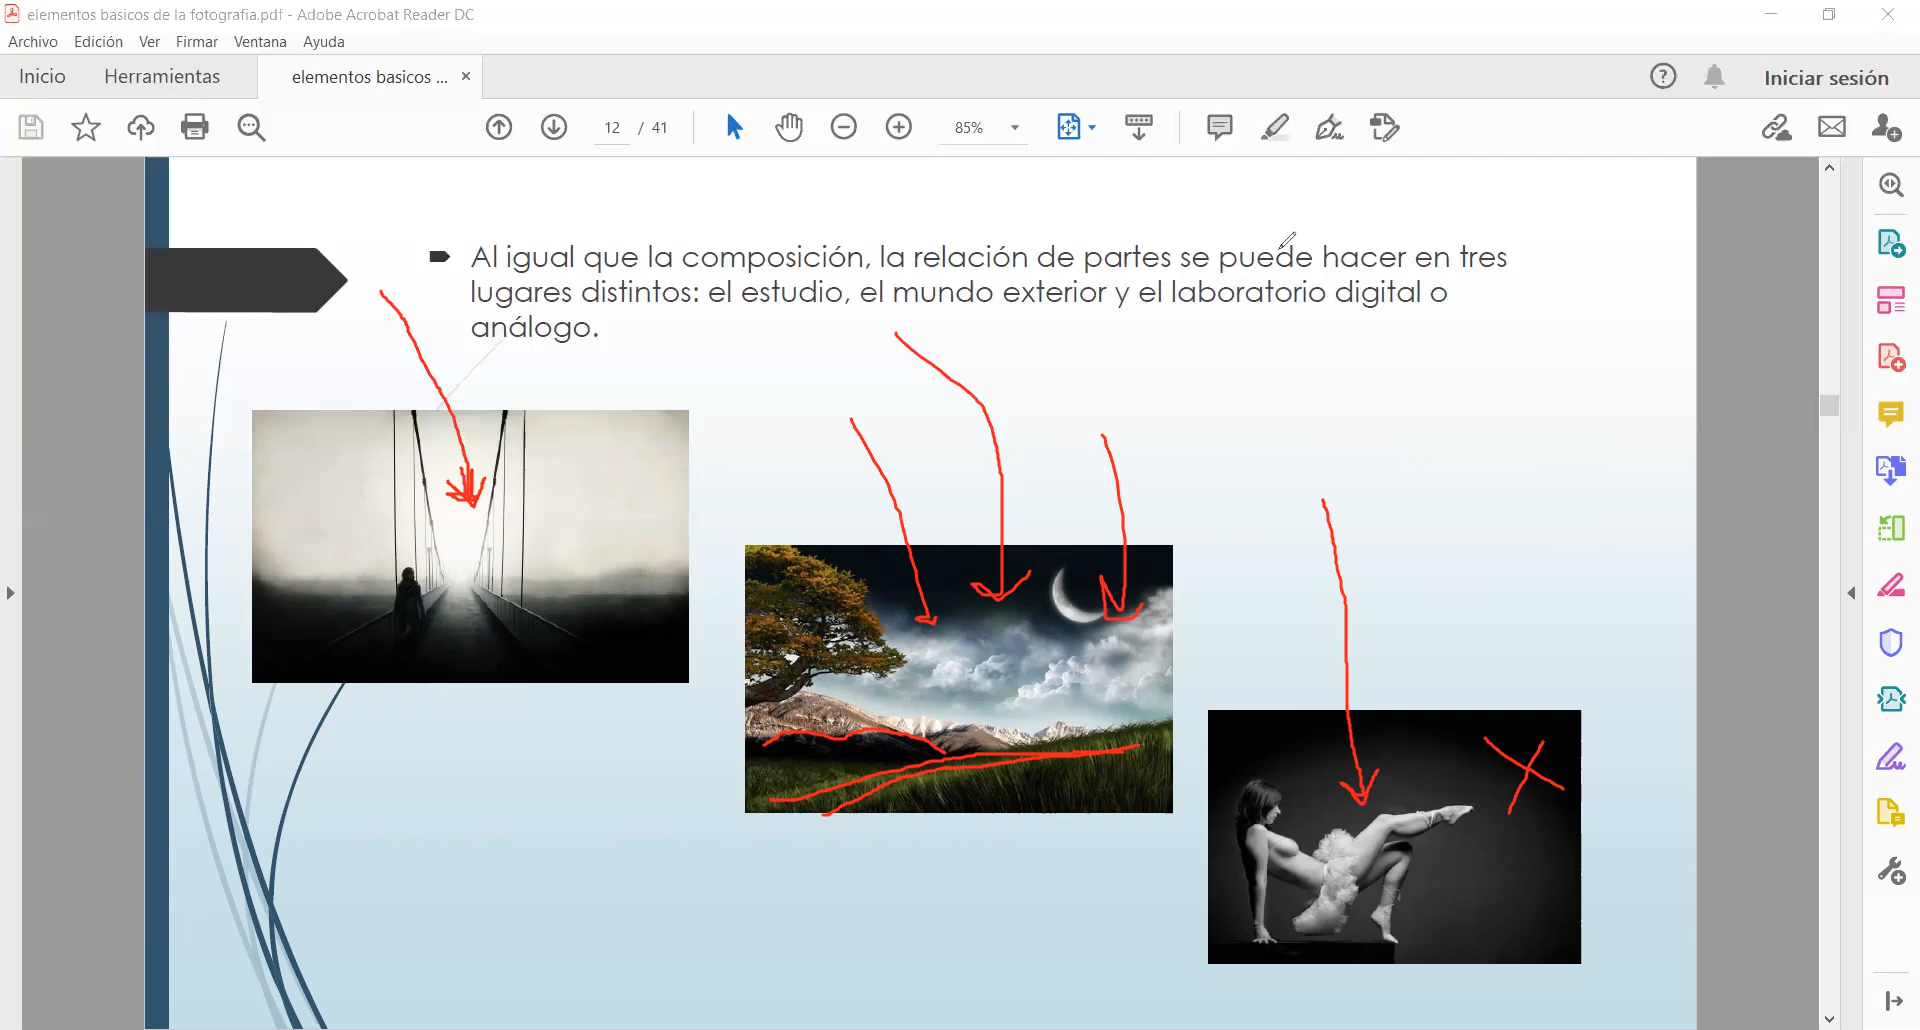 elementos basicos de la fotografia.pdf - Adobe Acrobat Reader DC
Archivo Edición Ver Firmar Ventana Ayuda
Inicio Herramientas elementos basicos ... Iniciar sesión
12 / 41 85%
Al igual que la composición, la relación de partes se puede hacer en tres
lugares distintos: el estudio, el mundo exterior y el laboratorio digital o
análogo.